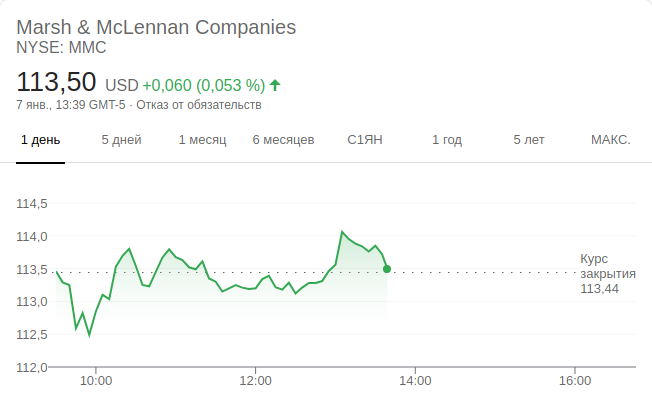 Marsh & McLennan Companies
NYSE: MMC
113,50 USD +0,060 (0,053 %)
7 янв., 13:39 GMT-5 · Отказ от обязательств
1 день 5 дней 1 месяц 6 месяцев С1ЯН 1 год 5 лет МАКС.
114,5
114,0
113,5
113,0
112,5
112,0
Курс
закрытия
113,44
10:00 12:00 14:00 16:00